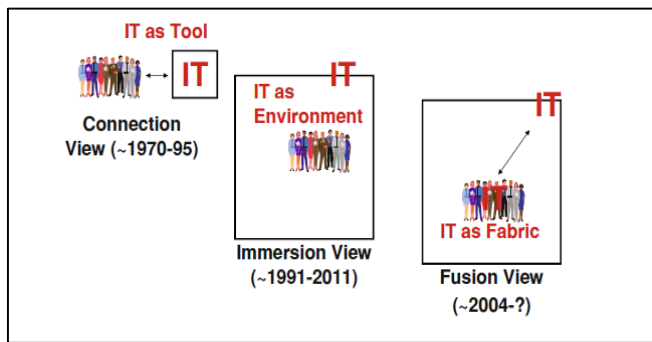 IT as Tool
IT
Connection
View (~1970-95)
IT
IT as
Environment
Immersion View
(~1991-2011)
IT
IT
IT as Fabric
Fusion View
(~2004-?)